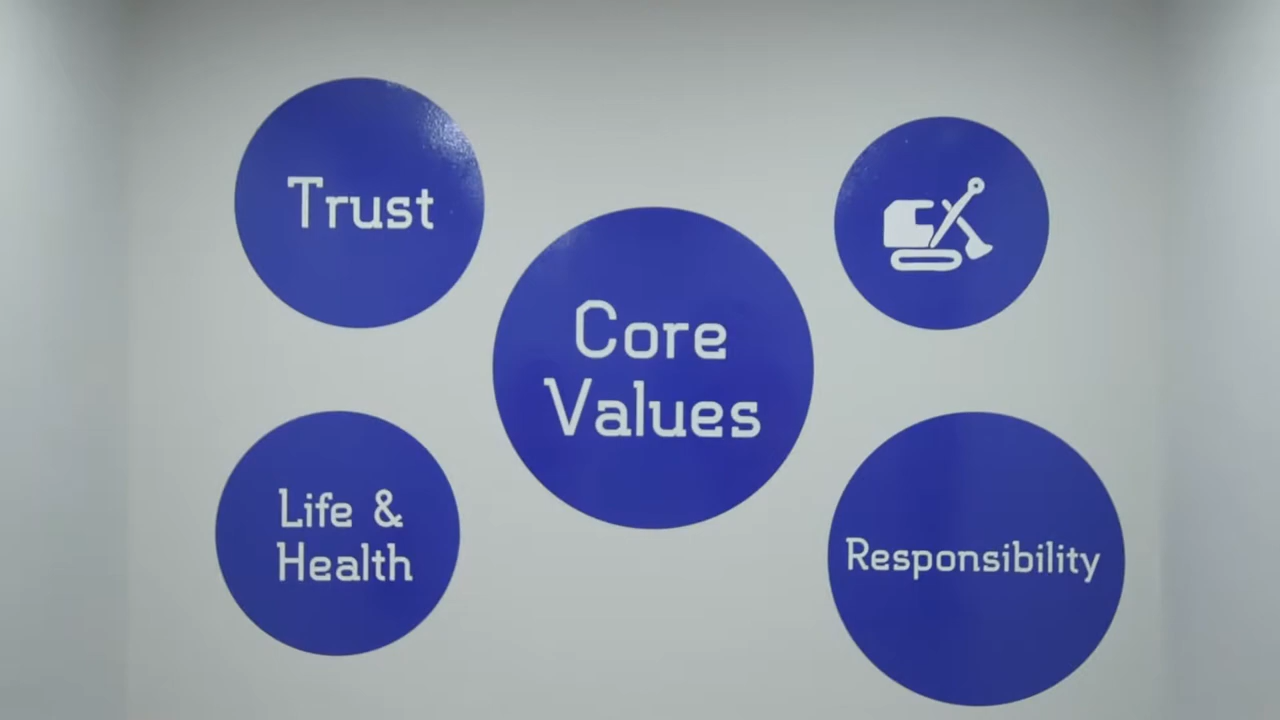 Trust
Core
Values
Life &
Health
Responsibility